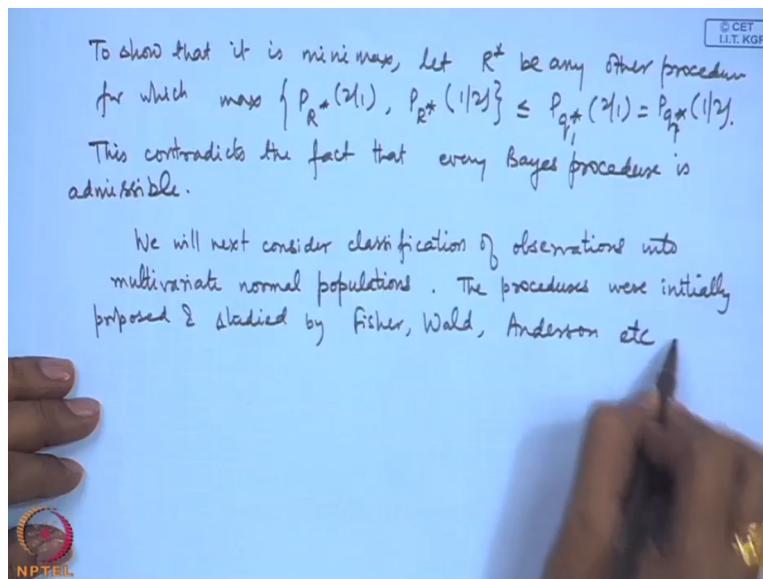 © CET
I.I.T. KGP
To show that it is minimax, let R* be any other procedure
for which max { P_R* (2/1), P_R* (1/2)} ≤ P_q₁* (2/1) = P_q₁* (1/2).
This contradicts the fact that every Bayes procedure is
admissible.
We will next consider classification of observations into
multivariate normal populations. The procedures were initially
proposed & studied by Fisher, Wald, Anderson etc
NPTEL